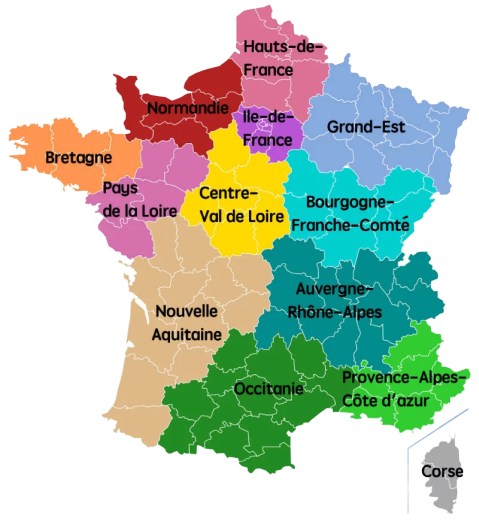 Hauts-de-
France
Normandie
Ile-de-
France
Grand-Est
Bretagne
Pays
de la Loire
Centre-
Val de Loire
Bourgogne-
Franche-Comté
Nouvelle
Aquitaine
Auvergne-
Rhône-Alpes
Occitanie
Provence-Alpes-
Côte d'azur
Corse